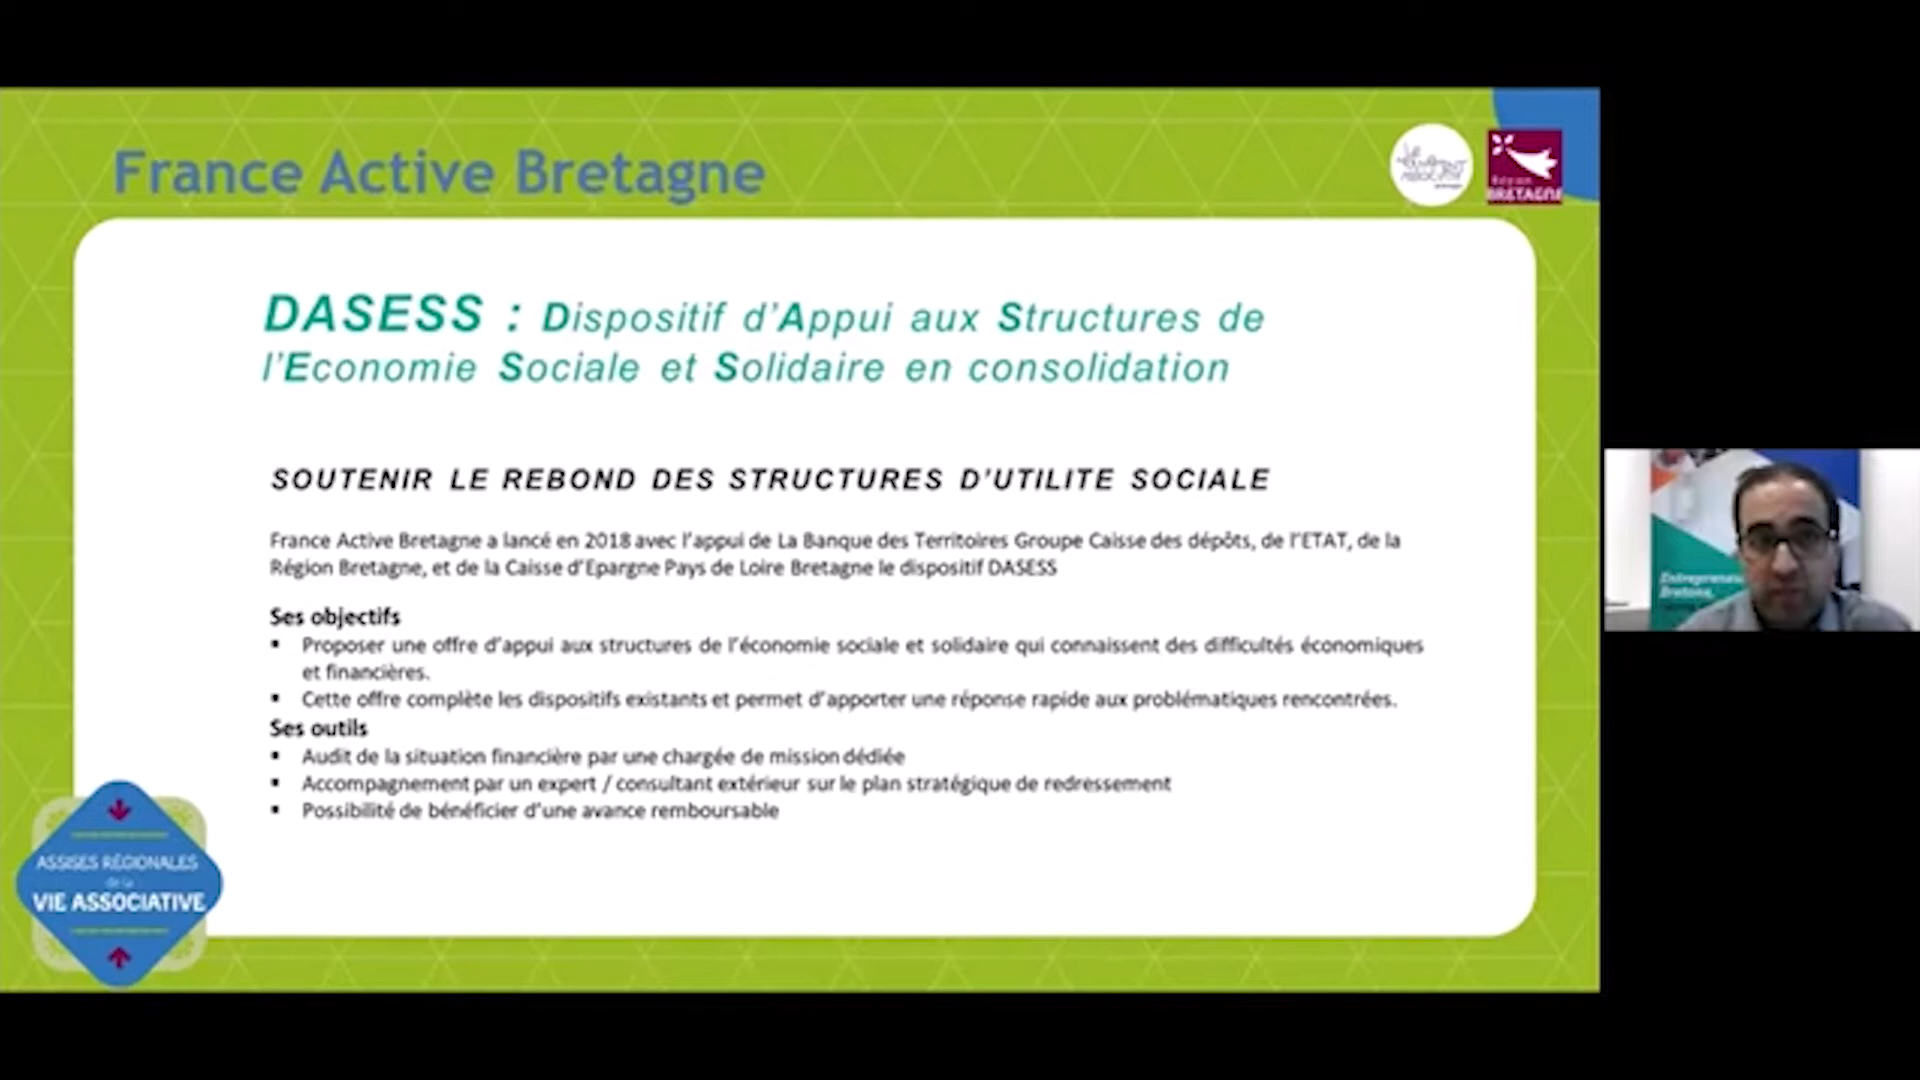 France Active Bretagne
Région
BRETAGNE
DASESS : Dispositif d'Appui aux Structures de
l'Economie Sociale et Solidaire en consolidation
SOUTENIR LE REBOND DES STRUCTURES D'UTILITE SOCIALE
France Active Bretagne a lancé en 2018 avec l'appui de La Banque des Territoires Groupe Caisse des dépôts, de l'ETAT, de la
Région Bretagne, et de la Caisse d'Epargne Pays de Loire Bretagne le dispositif DASESS
Ses objectifs
▪ Proposer une offre d'appui aux structures de l'économie sociale et solidaire qui connaissent des difficultés économiques
et financières.
▪ Cette offre complète les dispositifs existants et permet d'apporter une réponse rapide aux problématiques rencontrées.
Ses outils
▪ Audit de la situation financière par une chargée de mission dédiée
▪ Accompagnement par un expert / consultant extérieur sur le plan stratégique de redressement
▪ Possibilité de bénéficier d'une avance remboursable
ASSISES RÉGIONALES
de la
VIE ASSOCIATIVE
Bretons,